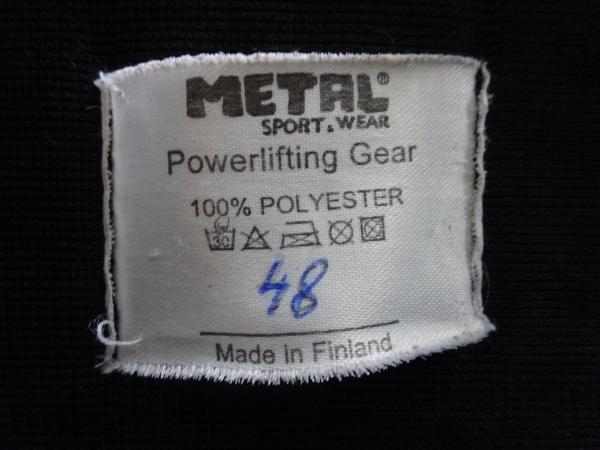 METAL®
SPORT.WEAR
Powerlifting Gear
100% POLYESTER
30
48
Made in Finland